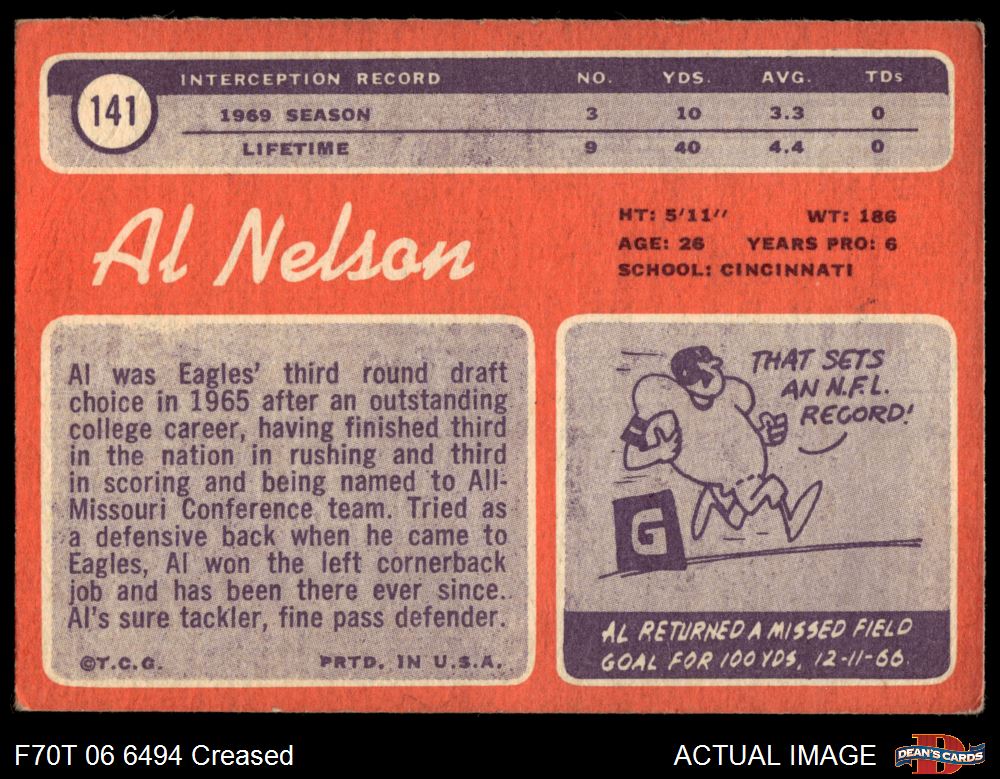 141
INTERCEPTION RECORD NO. YDS. AVG. TDs
1969 SEASON 3 10 3.3 0
LIFETIME 9 40 4.4 0
Al Nelson
HT: 5'11" WT: 186
AGE: 26 YEARS PRO: 6
SCHOOL: CINCINNATI
Al was Eagles' third round draft
choice in 1965 after an outstanding
college career, having finished third
in the nation in rushing and third
in scoring and being named to All-
Missouri Conference team. Tried as
a defensive back when he came to
Eagles, Al won the left cornerback
job and has been there ever since.
Al's sure tackler, fine pass defender.
©T.C.G. PRTD. IN U.S.A.
THAT SETS
AN N.F.L.
RECORD!
G
AL RETURNED A MISSED FIELD
GOAL FOR 100 YDS, 12-11-66.
F70T 06 6494 Creased
ACTUAL IMAGE
DEAN'S CARDS